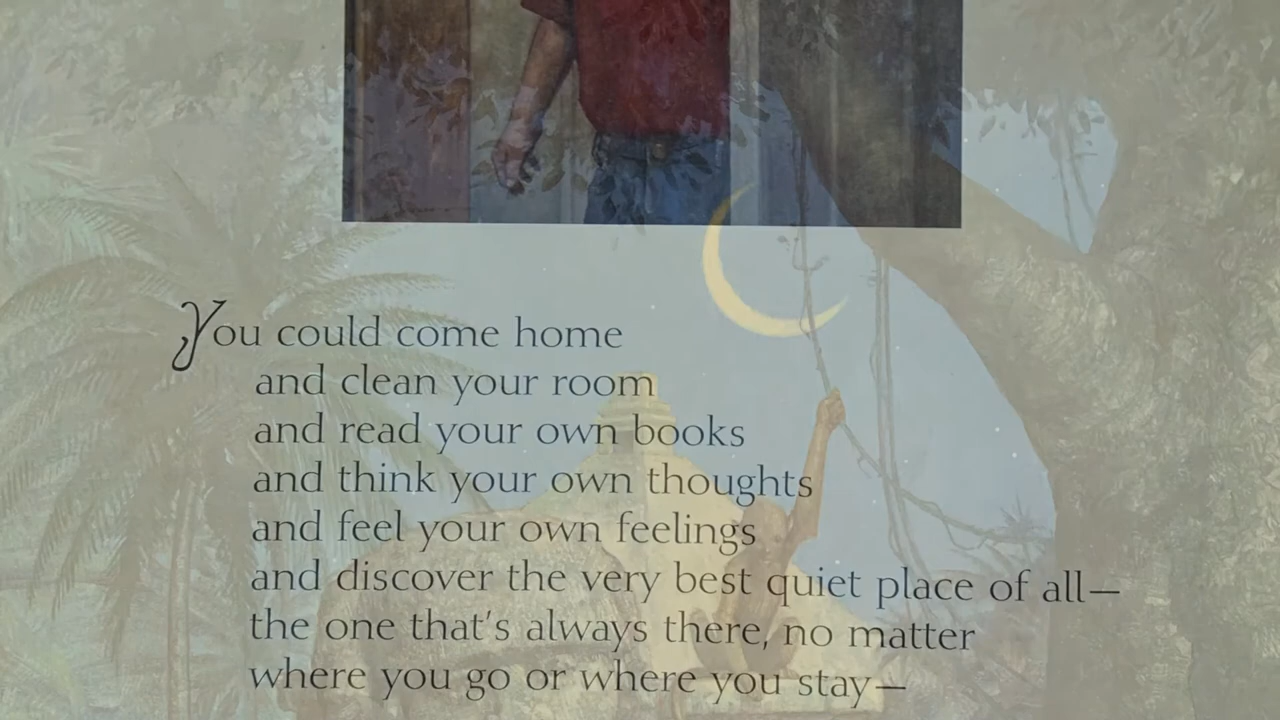 You could come home
and clean your room
and read your own books
and think your own thoughts
and feel your own feelings
and discover the very best quiet place of all—
the one that's always there, no matter
where you go or where you stay—